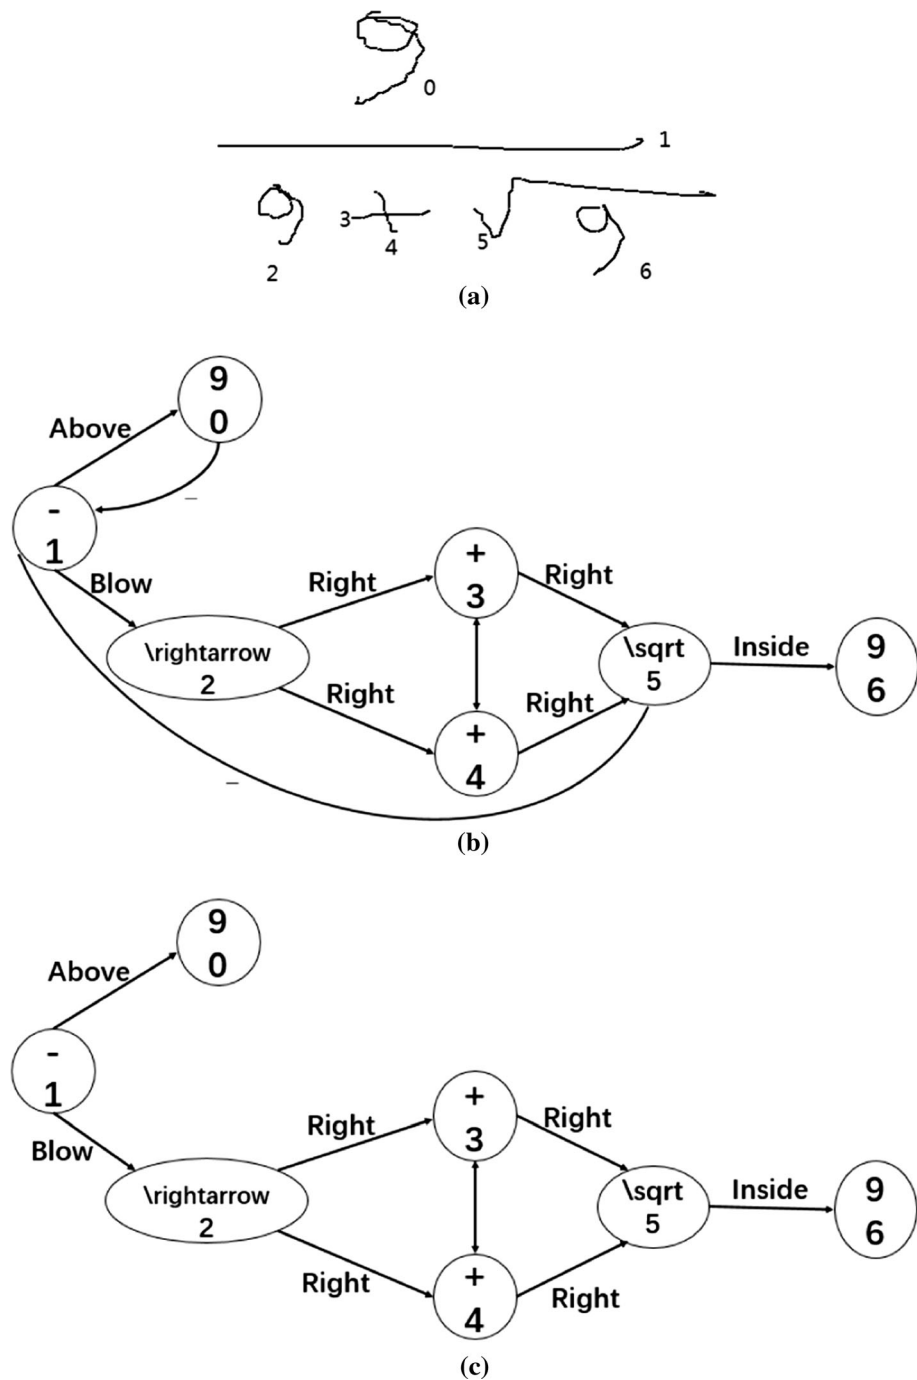 9 0
1
9 3 + 4 5 √ 9 6
2
(a)
9
0
Above
-
1
–
Blow
Right
+
3
Right
\rightarrow
2
\sqrt
5
Inside
9
6
Right
+
4
Right
–
(b)
9
0
Above
-
1
Blow
Right
+
3
Right
\rightarrow
2
\sqrt
5
Inside
9
6
Right
+
4
Right
(c)